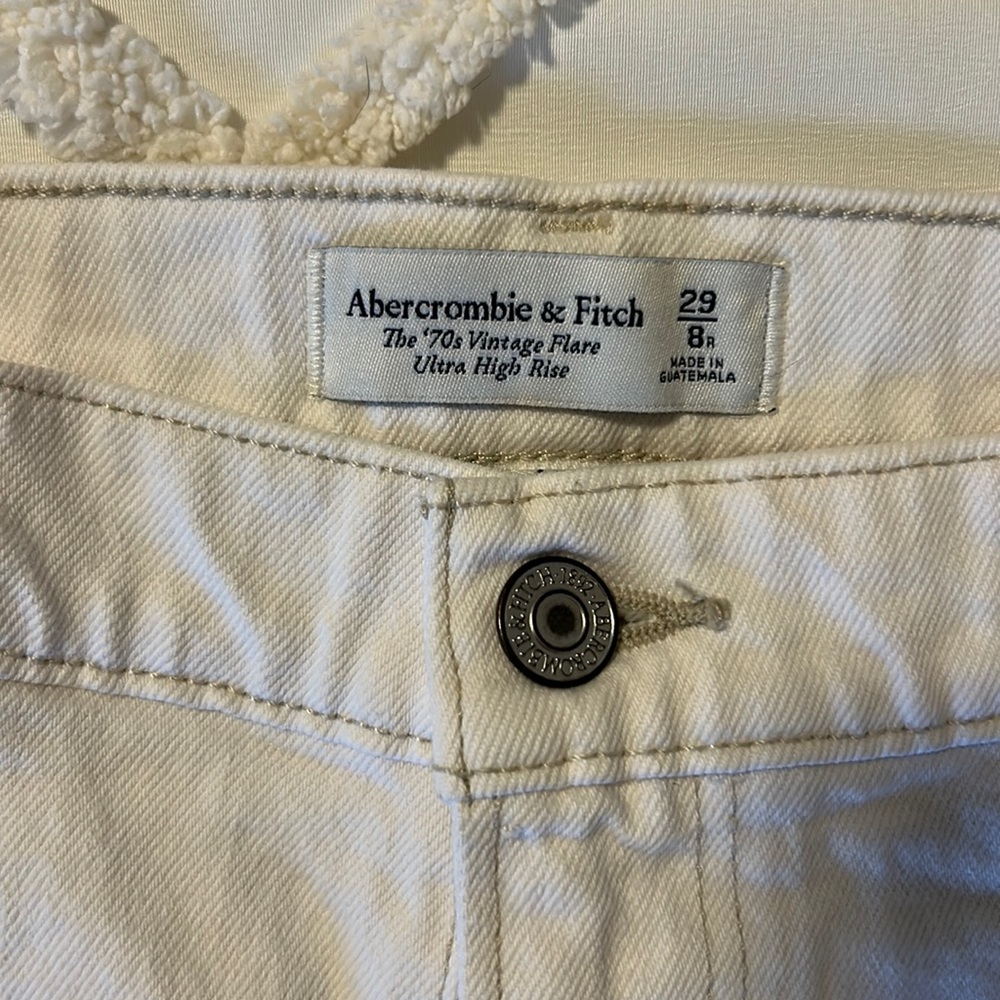 Abercrombie & Fitch
The '70s Vintage Flare
Ultra High Rise
29
8R
MADE IN
GUATEMALA
ABERCROMBIE & FITCH · 1892 ·